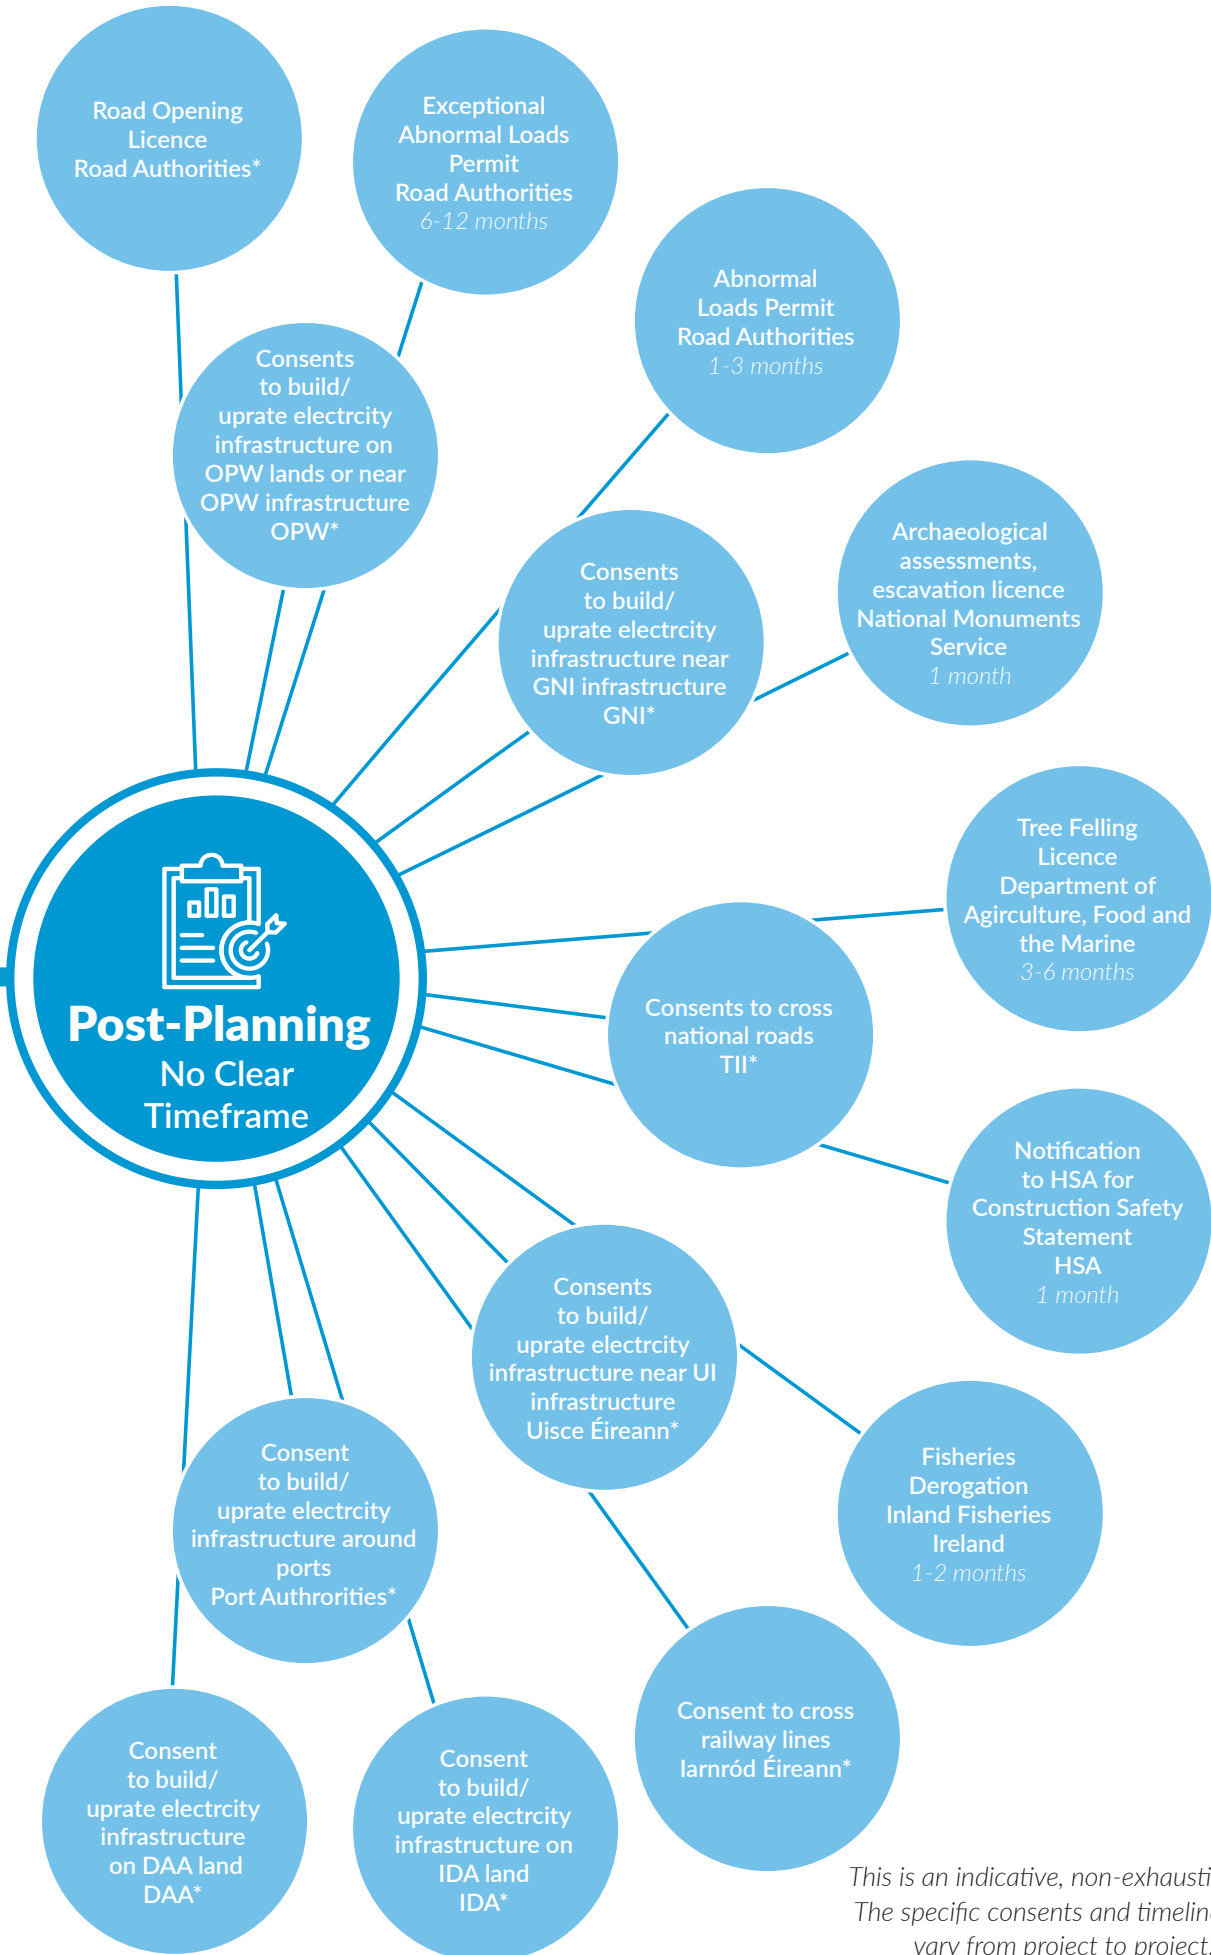 Road Opening
Licence
Road Authorities*
Exceptional
Abnormal Loads
Permit
Road Authorities
6-12 months
Abnormal
Loads Permit
Road Authorities
1-3 months
Consents
to build/
uprate electrcity
infrastructure on
OPW lands or near
OPW infrastructure
OPW*
Archaeological
assessments,
escavation licence
National Monuments
Service
1 month
Consents
to build/
uprate electrcity
infrastructure near
GNI infrastructure
GNI*
Tree Felling
Licence
Department of
Agirculture, Food and
the Marine
3-6 months
Post-Planning
No Clear
Timeframe
Consents to cross
national roads
TII*
Notification
to HSA for
Construction Safety
Statement
HSA
1 month
Consents
to build/
uprate electrcity
infrastructure near UI
infrastructure
Uisce Éireann*
Fisheries
Derogation
Inland Fisheries
Ireland
1-2 months
Consent
to build/
uprate electrcity
infrastructure around
ports
Port Authrorities*
Consent to cross
railway lines
Iarnród Éireann*
Consent
to build/
uprate electrcity
infrastructure
on DAA land
DAA*
Consent
to build/
uprate electrcity
infrastructure on
IDA land
IDA*
This is an indicative,
The specific consents and
vary from project to project